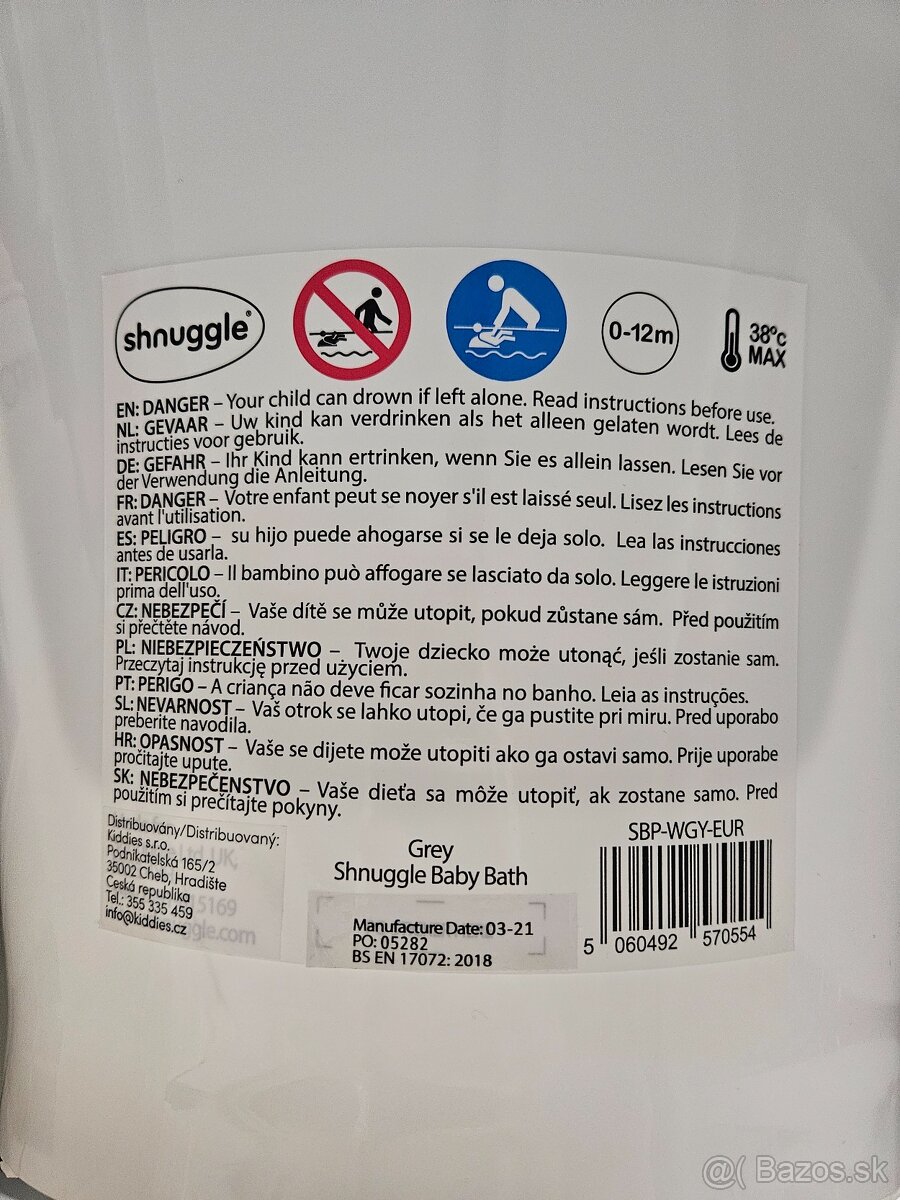 shnuggle®
0-12m
38ºc
MAX
EN: DANGER – Your child can drown if left alone. Read instructions before use.
NL: GEVAAR – Uw kind kan verdrinken als het alleen gelaten wordt. Lees de
instructies voor gebruik.
DE: GEFAHR – Ihr Kind kann ertrinken, wenn Sie es allein lassen. Lesen Sie vor
der Verwendung die Anleitung.
FR: DANGER – Votre enfant peut se noyer s'il est laissé seul. Lisez les instructions
avant l'utilisation.
ES: PELIGRO – su hijo puede ahogarse si se le deja solo. Lea las instrucciones
antes de usarla.
IT: PERICOLO – Il bambino può affogare se lasciato da solo. Leggere le istruzioni
prima dell'uso.
CZ: NEBEZPEČÍ – Vaše dítě se může utopit, pokud zůstane sám. Před použitím
si přečtěte návod.
PL: NIEBEZPIECZEŃSTWO – Twoje dziecko może utonąć, jeśli zostanie sam.
Przeczytaj instrukcję przed użyciem.
PT: PERIGO – A criança não deve ficar sozinha no banho. Leia as instruções.
SL: NEVARNOST – Vaš otrok se lahko utopi, če ga pustite pri miru. Pred uporabo
preberite navodila.
HR: OPASNOST – Vaše se dijete može utopiti ako ga ostavi samo. Prije uporabe
pročitajte upute.
SK: NEBEZPEČENSTVO – Vaše dieťa sa môže utopiť, ak zostane samo. Pred
použitím si prečítajte pokyny.
Distribuovány/Distribuovaný:
Kiddies s.r.o.
Podnikatelská 165/2
35002 Cheb, Hradište
Česká republika
Tel.: 355 335 459
info@kiddies.cz
Ltd, UK,
5169
ggle.com
Grey
Shnuggle Baby Bath
Manufacture Date: 03-21
PO: 05282
BS EN 17072: 2018
SBP-WGY-EUR
5 060492 570554
@( Bazos.sk